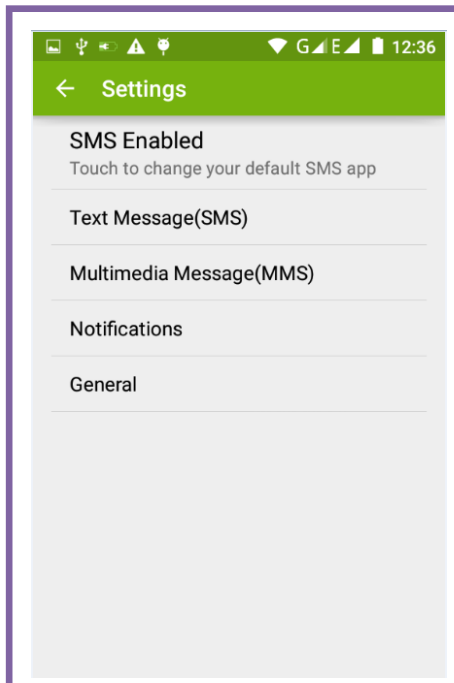 G E 12:36
Settings
SMS Enabled
Touch to change your default SMS app
Text Message(SMS)
Multimedia Message(MMS)
Notifications
General